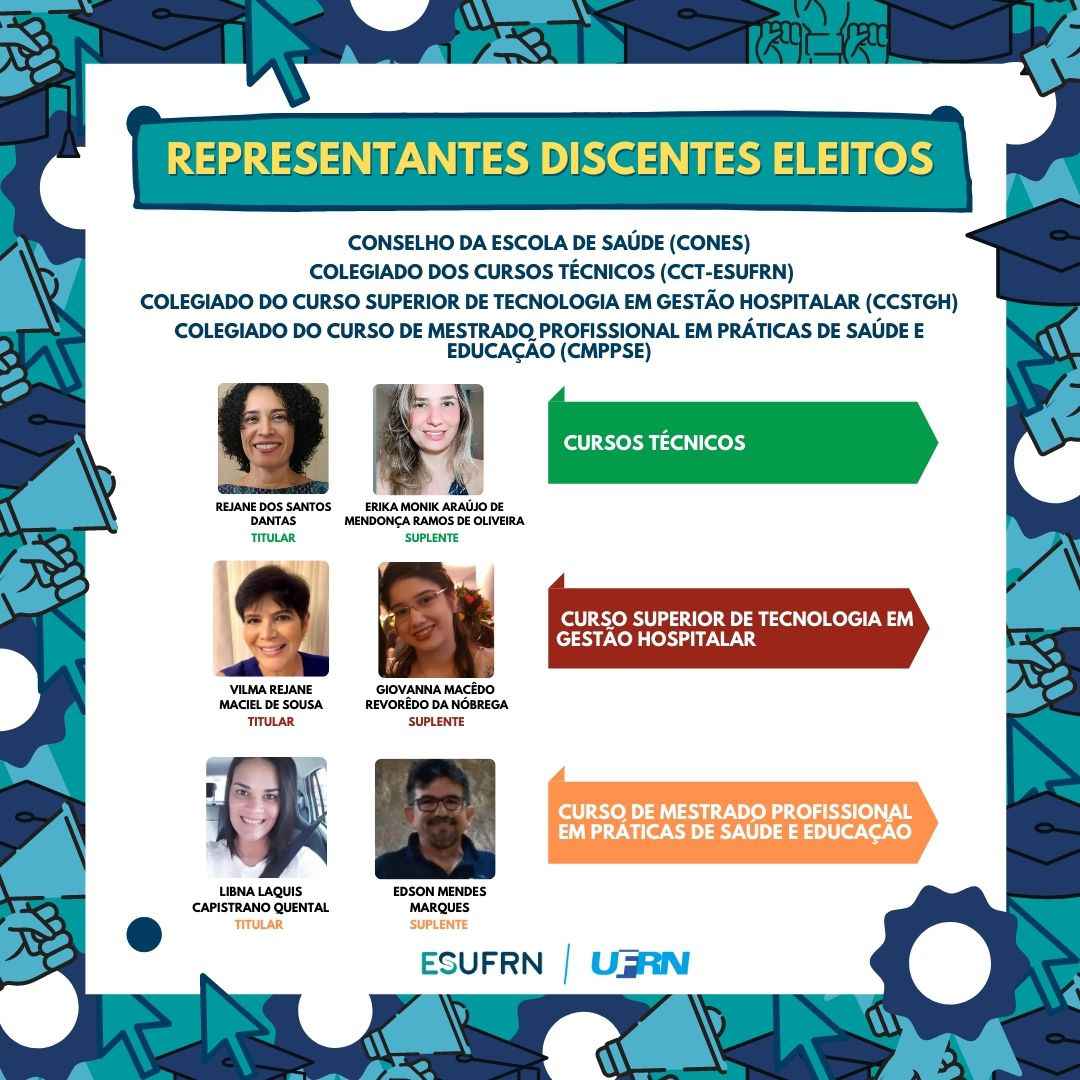 REPRESENTANTES DISCENTES ELEITOS
CONSELHO DA ESCOLA DE SAÚDE (CONES)
COLEGIADO DOS CURSOS TÉCNICOS (CCT-ESUFRN)
COLEGIADO DO CURSO SUPERIOR DE TECNOLOGIA EM GESTÃO HOSPITALAR (CCSTGH)
COLEGIADO DO CURSO DE MESTRADO PROFISSIONAL EM PRÁTICAS DE SAÚDE E
EDUCAÇÃO (CMPPSE)
REJANE DOS SANTOS
DANTAS
TITULAR
ERIKA MONIK ARAÚJO DE
MENDONÇA RAMOS DE OLIVEIRA
SUPLENTE
CURSOS TÉCNICOS
VILMA REJANE
MACIEL DE SOUSA
TITULAR
GIOVANNA MACÊDO
REVORÊDO DA NÓBREGA
SUPLENTE
CURSO SUPERIOR DE TECNOLOGIA EM
GESTÃO HOSPITALAR
LIBNA LAQUIS
CAPISTRANO QUENTAL
TITULAR
EDSON MENDES
MARQUES
SUPLENTE
CURSO DE MESTRADO PROFISSIONAL
EM PRÁTICAS DE SAÚDE E EDUCAÇÃO
ESUFRN | UFRN